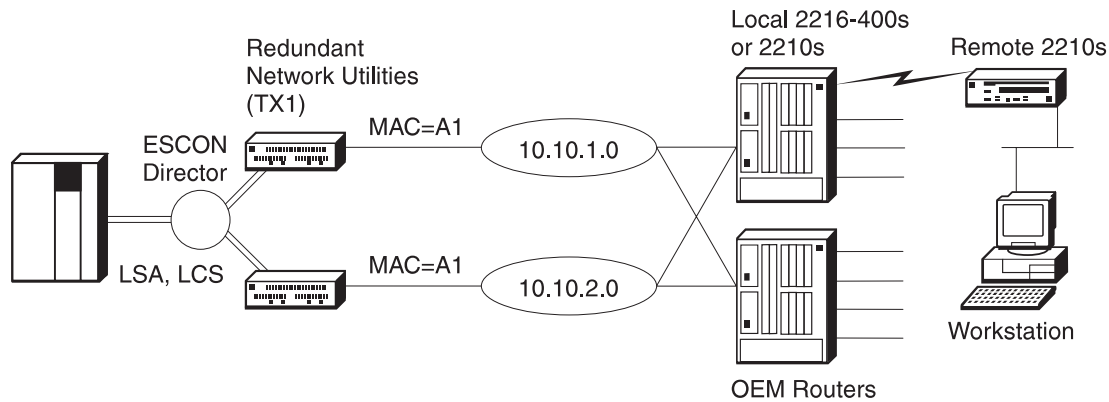 Redundant
Network Utilities
(TX1)
ESCON
Director
LSA, LCS
MAC=A1
10.10.1.0
MAC=A1
10.10.2.0
Local 2216-400s
or 2210s
OEM Routers
Remote 2210s
Workstation